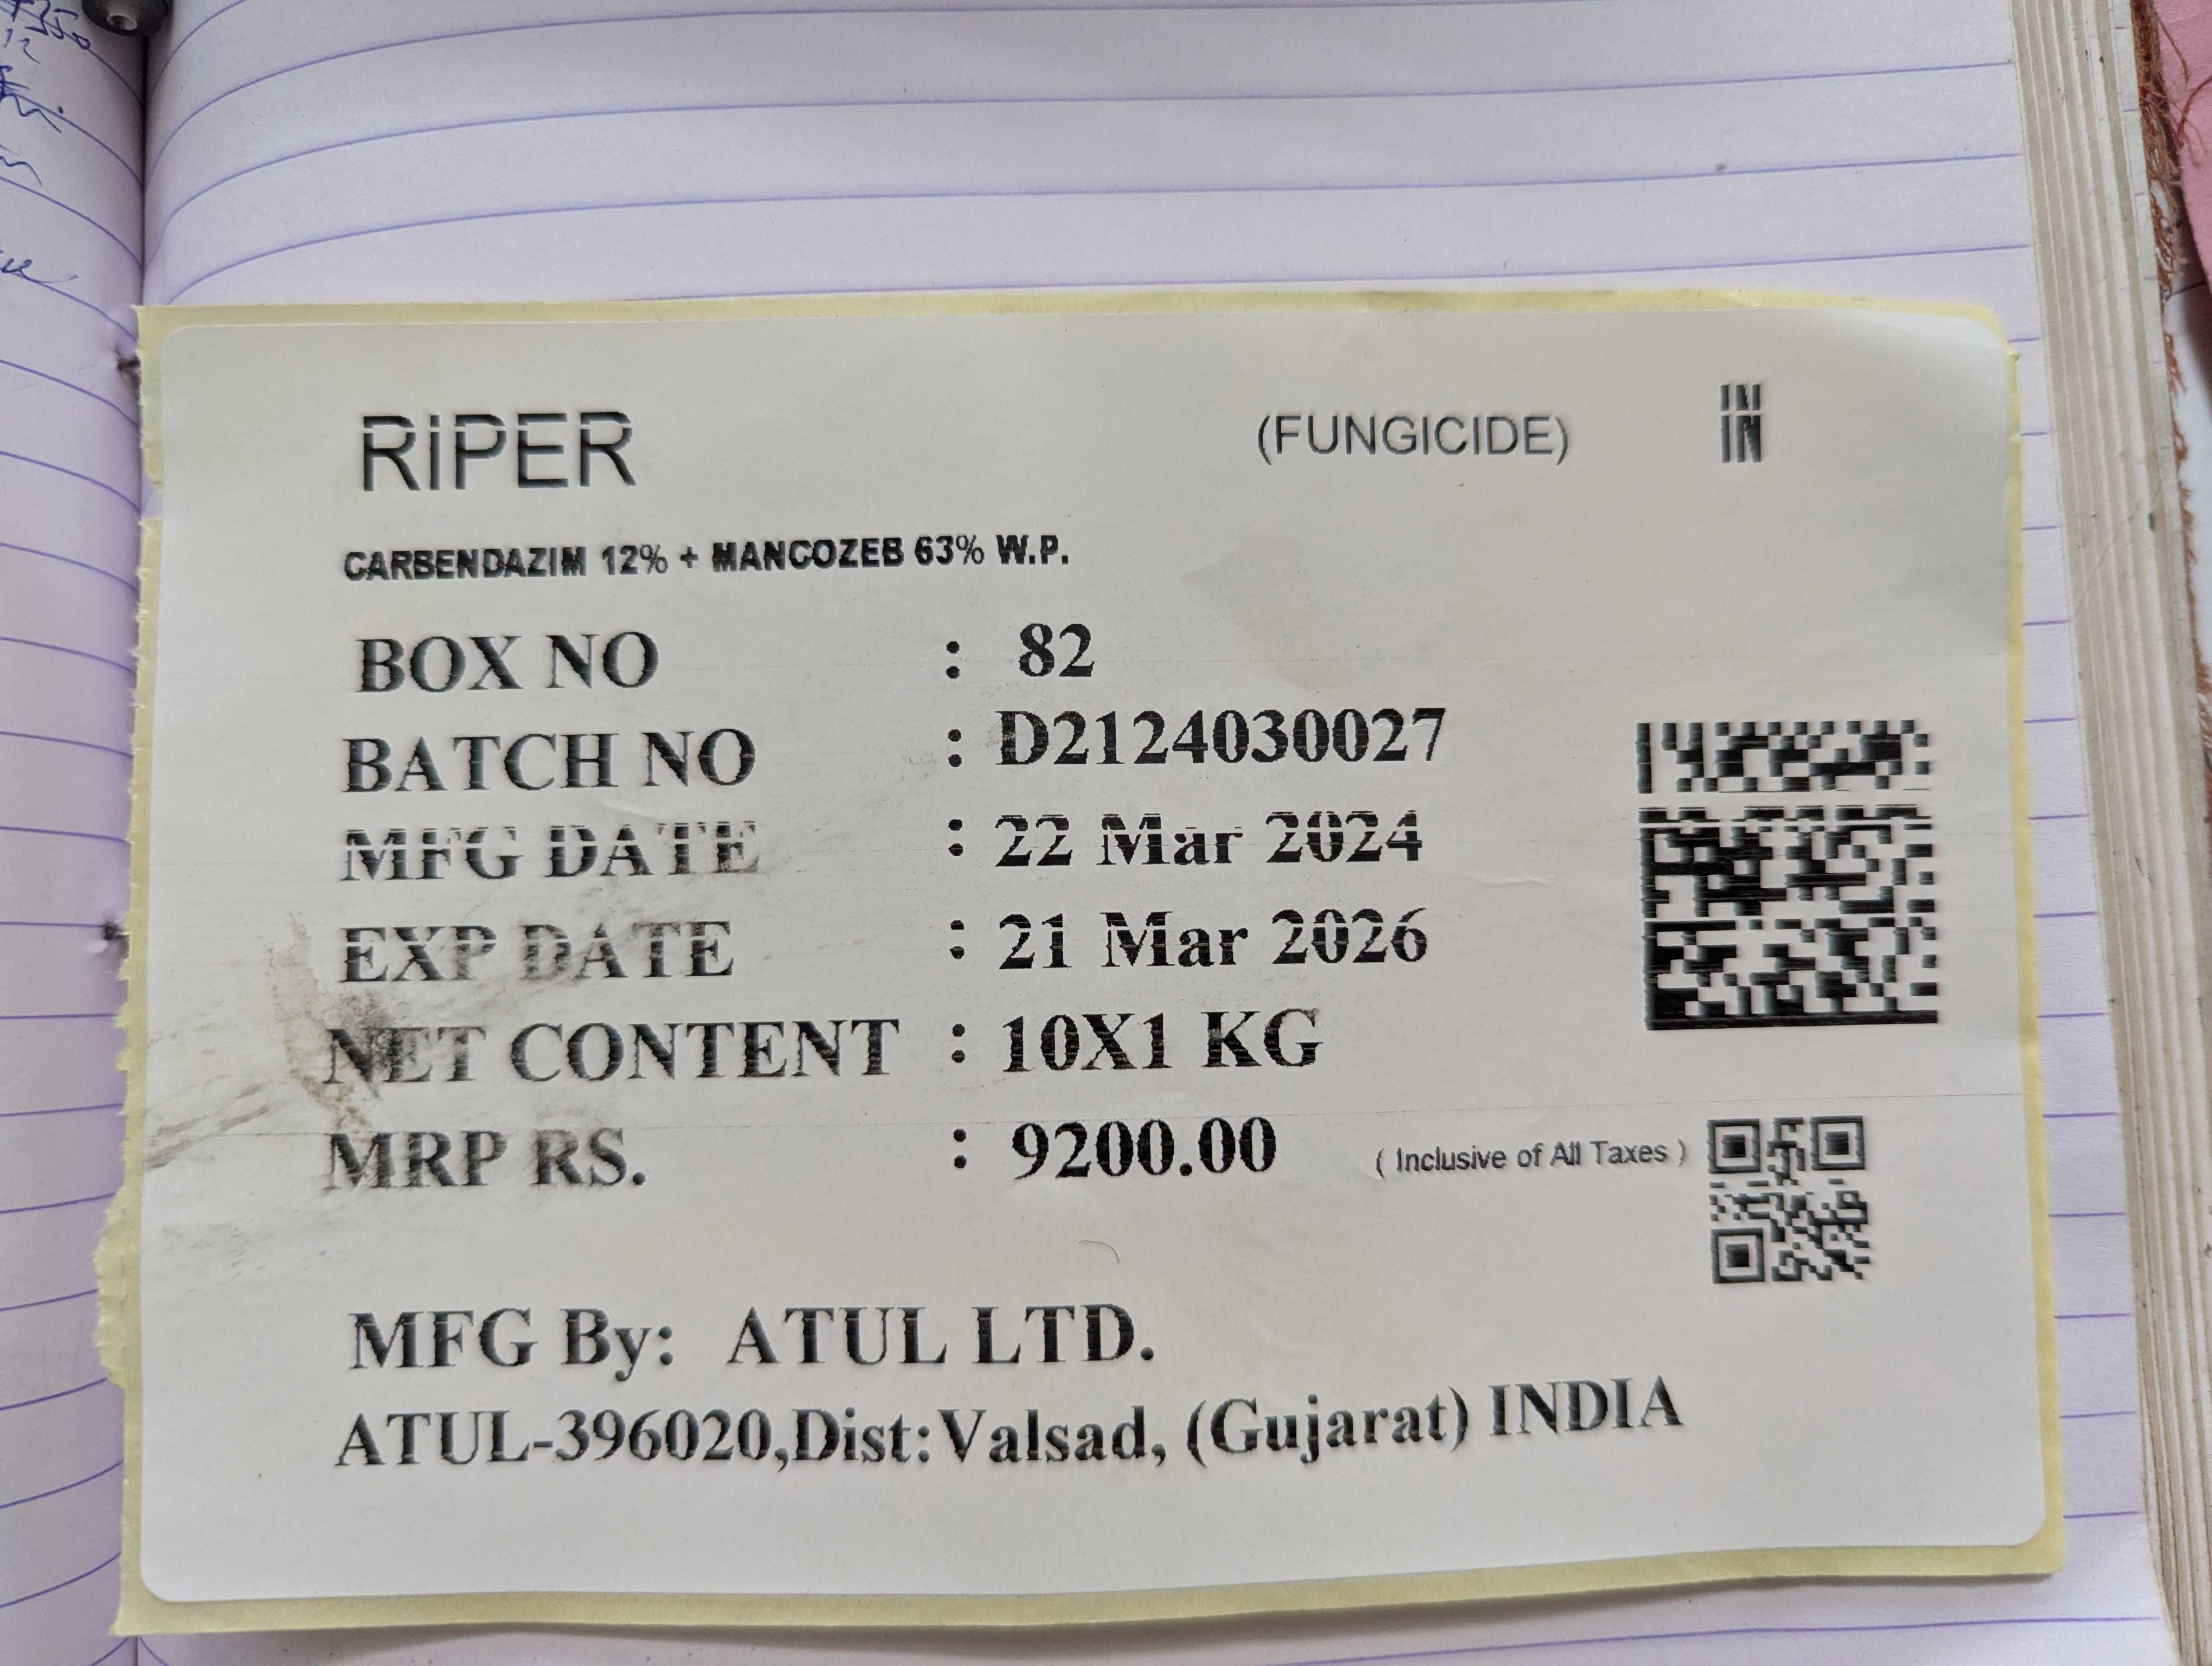 RiPER (FUNGICIDE) IN
CARBENDAZIM 12% + MANCOZEB 63% W.P.
BOX NO : 82
BATCH NO : D2124030027
MFG DATE : 22 Mar 2024
EXP DATE : 21 Mar 2026
NET CONTENT : 10X1 KG
MRP RS. : 9200.00 ( Inclusive of All Taxes )
MFG By: ATUL LTD.
ATUL-396020,Dist:Valsad, (Gujarat) INDIA